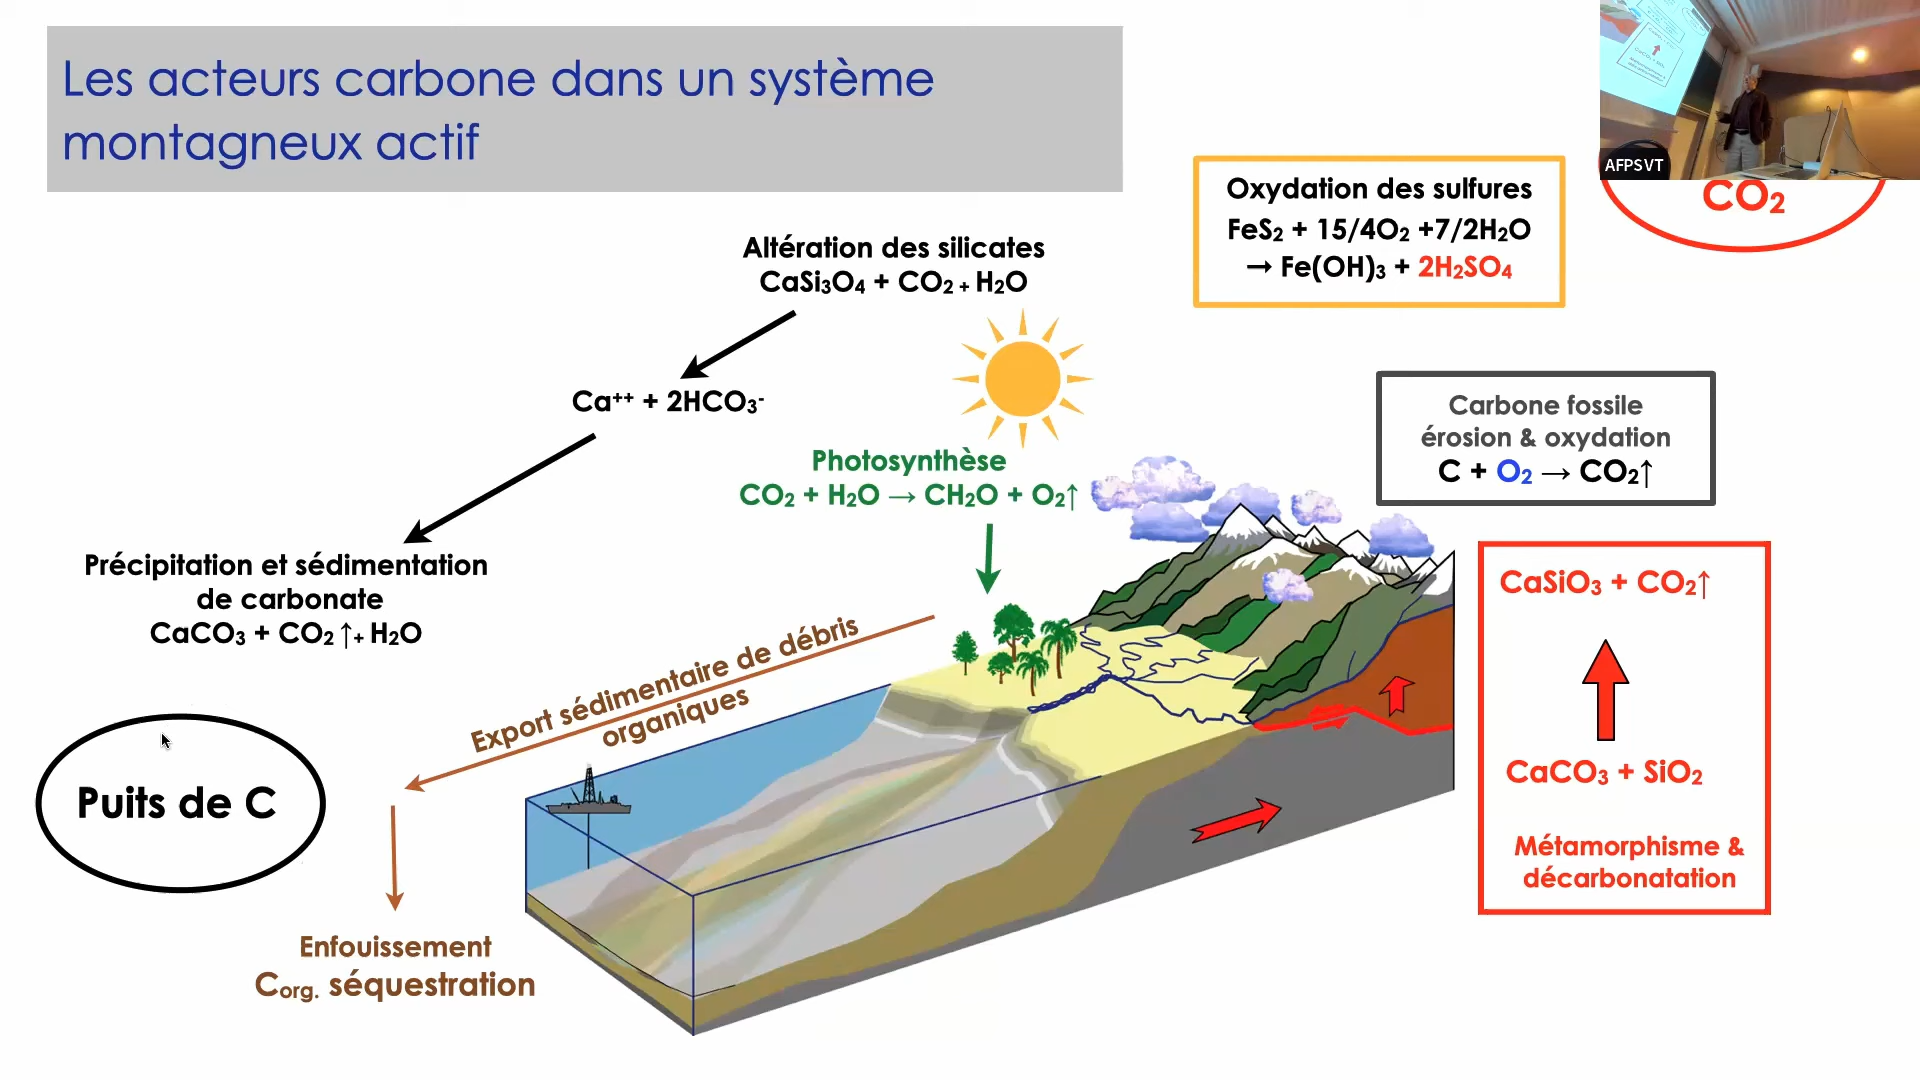 Les acteurs carbone dans un système
montagneux actif
AFPSVT
CO₂
Oxydation des sulfures
FeS₂ + 15/4O₂ +7/2H₂O
→ Fe(OH)₃ + 2H₂SO₄
Altération des silicates
CaSi₃O₄ + CO₂ + H₂O
Ca⁺⁺ + 2HCO₃⁻
Carbone fossile
érosion & oxydation
C + O₂ → CO₂↑
Photosynthèse
CO₂ + H₂O → CH₂O + O₂↑
Précipitation et sédimentation
de carbonate
CaCO₃ + CO₂ ↑+ H₂O
CaSiO₃ + CO₂↑
CaCO₃ + SiO₂
Métamorphisme &
décarbonatation
Export sédimentaire de débris
organiques
Puits de C
Enfouissement
Corg. séquestration